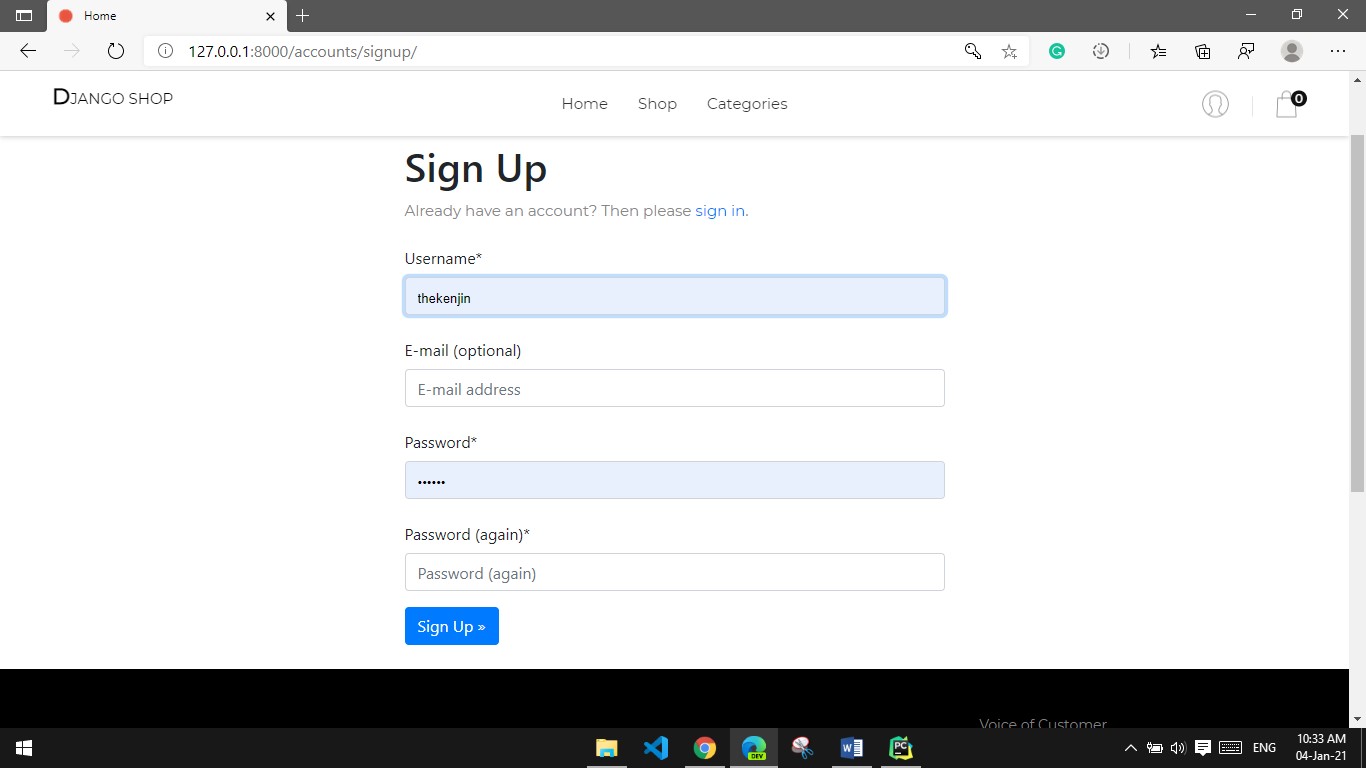 Home
127.0.0.1:8000/accounts/signup/
DJANGO SHOP
Home Shop Categories
0
Sign Up
Already have an account? Then please sign in.
Username*
thekenjin
E-mail (optional)
E-mail address
Password*
••••••
Password (again)*
Password (again)
Sign Up »
Voice of Customer
DEV
W
PC
ENG
10:33 AM
04-Jan-21